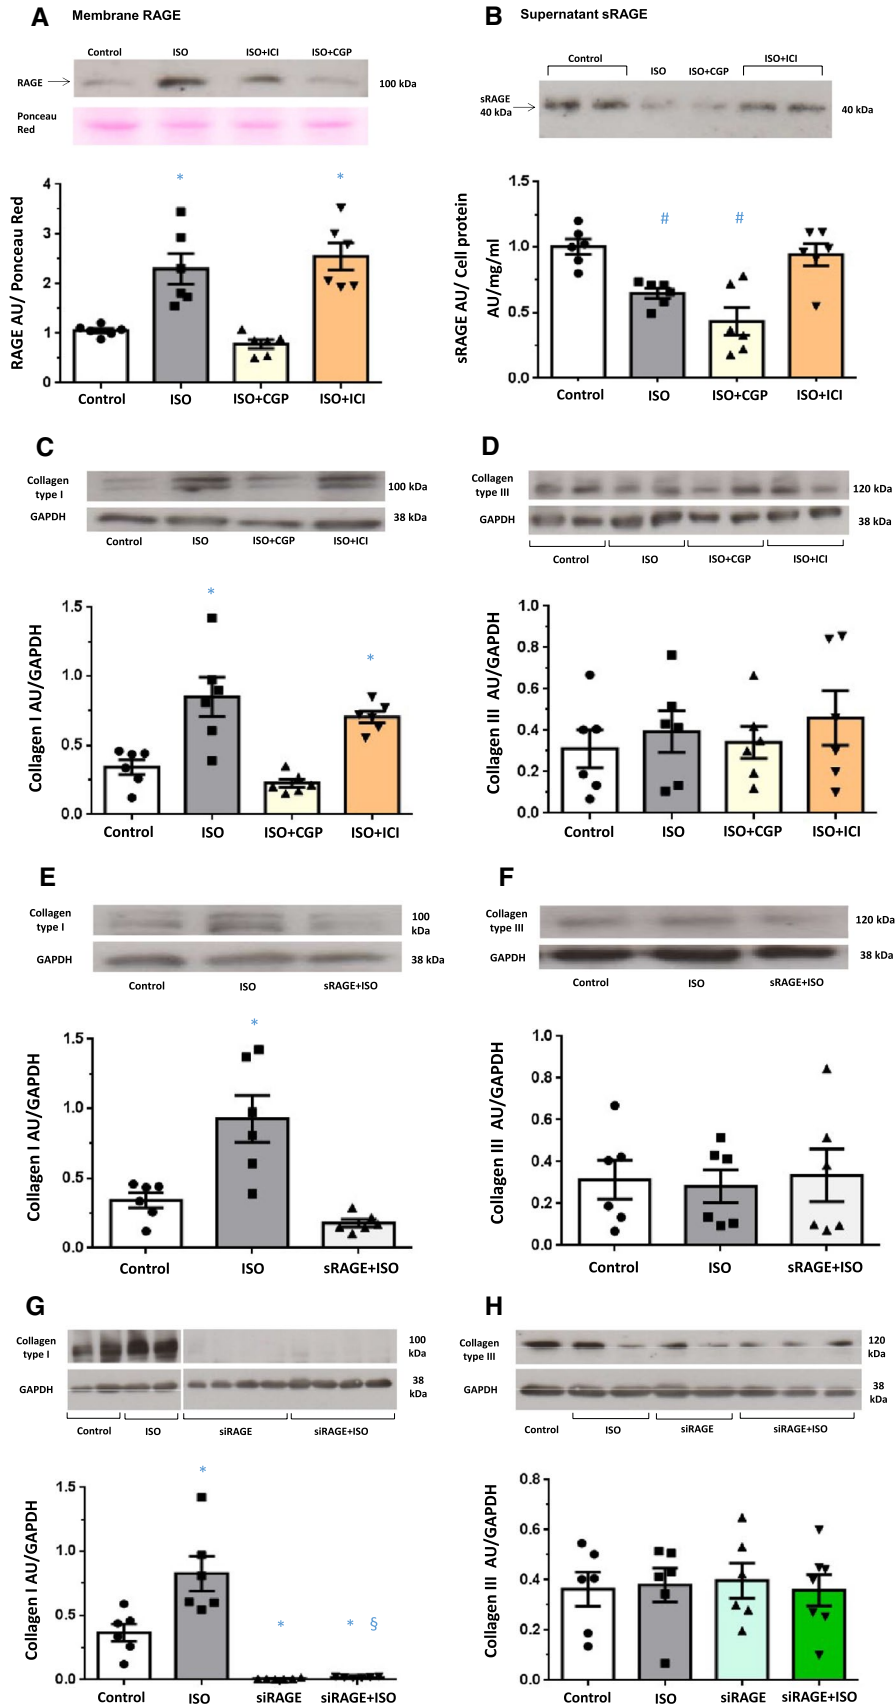 A Membrane RAGE
Control ISO ISO+ICI ISO+CGP
RAGE
100 kDa
Ponceau
Red
RAGE AU/ Ponceau Red
4
3
2
1
0
* *
Control ISO ISO+CGP ISO+ICI
B Supernatant sRAGE
Control ISO ISO+CGP ISO+ICI
sRAGE
40 kDa
40 kDa
sRAGE AU/ Cell protein
AU/mg/ml
1.5
1.0
0.5
0.0
# #
Control ISO ISO+CGP ISO+ICI
C
Collagen
type I
100 kDa
GAPDH
38 kDa
Control ISO ISO+CGP ISO+ICI
Collagen I AU/GAPDH
1.5
1.0
0.5
0.0
* *
Control ISO ISO+CGP ISO+ICI
D
Collagen
type III
120 kDa
GAPDH
38 kDa
Control ISO ISO+CGP ISO+ICI
Collagen III AU/GAPDH
1.0
0.8
0.6
0.4
0.2
0.0
Control ISO ISO+CGP ISO+ICI
E
Collagen
type I
100
kDa
GAPDH
38 kDa
Control ISO sRAGE+ISO
Collagen I AU/GAPDH
1.5
1.0
0.5
0.0
*
Control ISO sRAGE+ISO
F
Collagen
type III
120 kDa
GAPDH
38 kDa
Control ISO sRAGE+ISO
Collagen III AU/GAPDH
1.0
0.8
0.6
0.4
0.2
0.0
Control ISO sRAGE+ISO
G
Collagen
type I
100
kDa
GAPDH
38
kDa
Control ISO siRAGE siRAGE+ISO
Collagen I AU/GAPDH
1.5
1.0
0.5
0.0
* * * §
Control ISO siRAGE siRAGE+ISO
H
Collagen
type III
120
kDa
GAPDH
38
kDa
Control ISO siRAGE siRAGE+ISO
Collagen III AU/GAPDH
0.8
0.6
0.4
0.2
0.0
Control ISO siRAGE siRAGE+ISO